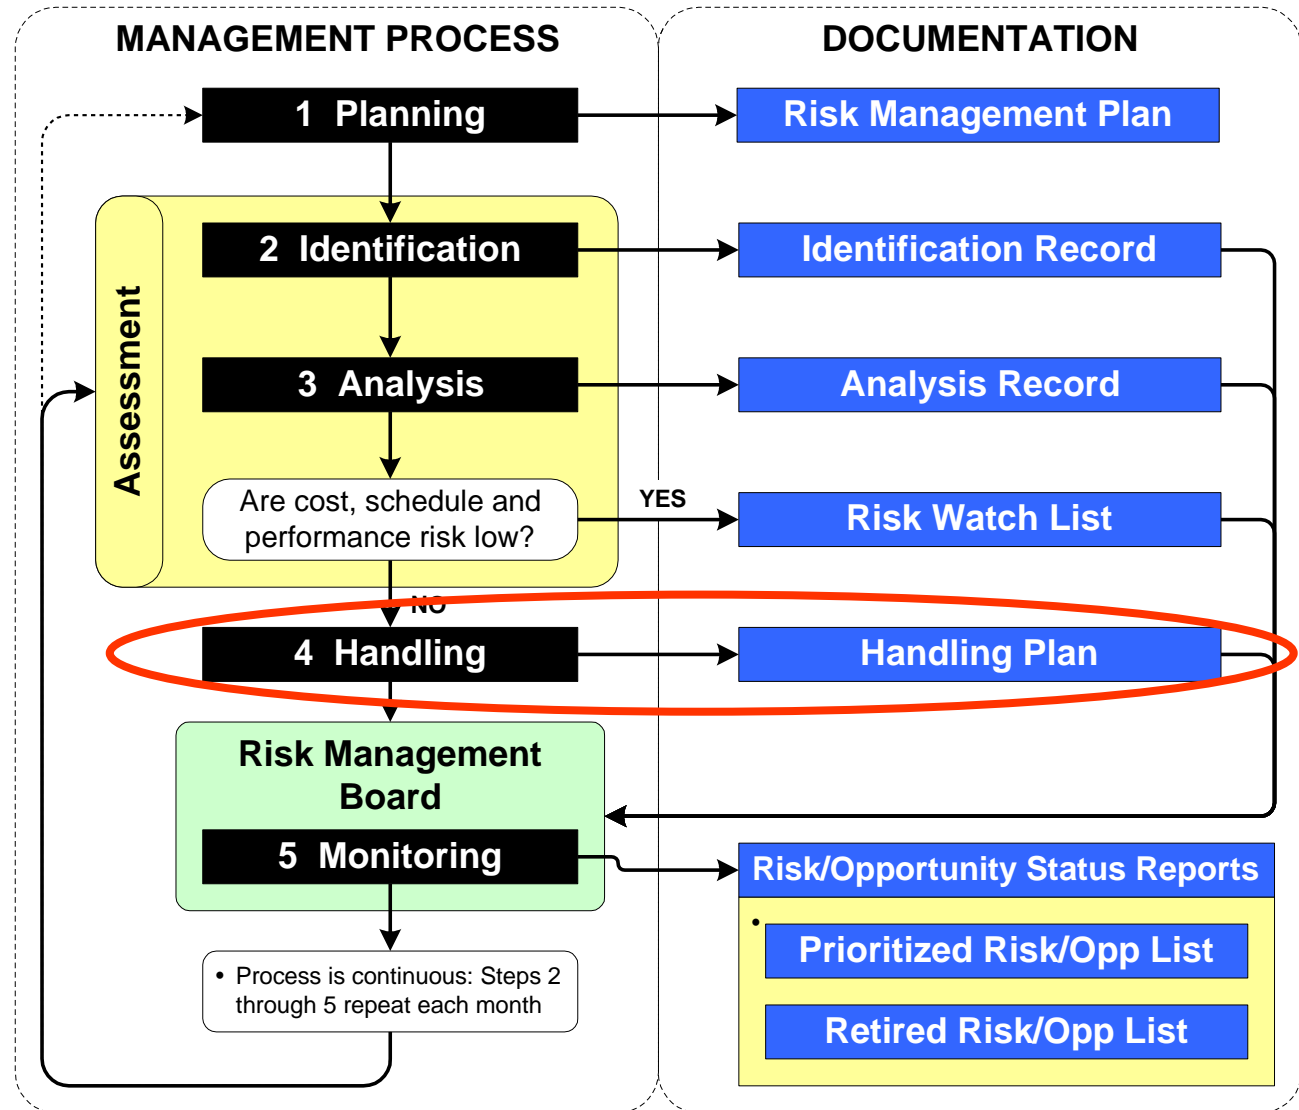 MANAGEMENT PROCESS
DOCUMENTATION
1 Planning
Risk Management Plan
2 Identification
Identification Record
Assessment
3 Analysis
Analysis Record
Are cost, schedule and
performance risk low?
YES
Risk Watch List
NO
4 Handling
Handling Plan
Risk Management
Board
5 Monitoring
Risk/Opportunity Status Reports
•
Prioritized Risk/Opp List
• Process is continuous: Steps 2
through 5 repeat each month
Retired Risk/Opp List